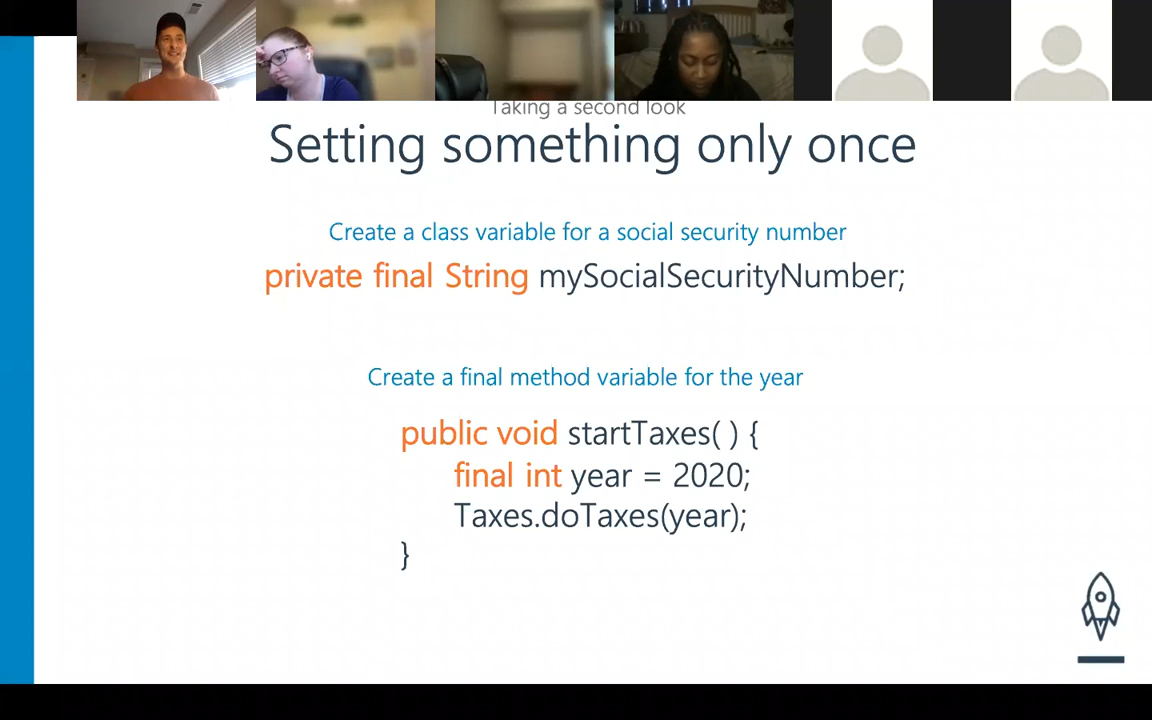 Taking a second look
Setting something only once
Create a class variable for a social security number
private final String mySocialSecurityNumber;
Create a final method variable for the year
public void startTaxes( ) {
final int year = 2020;
Taxes.doTaxes(year);
}